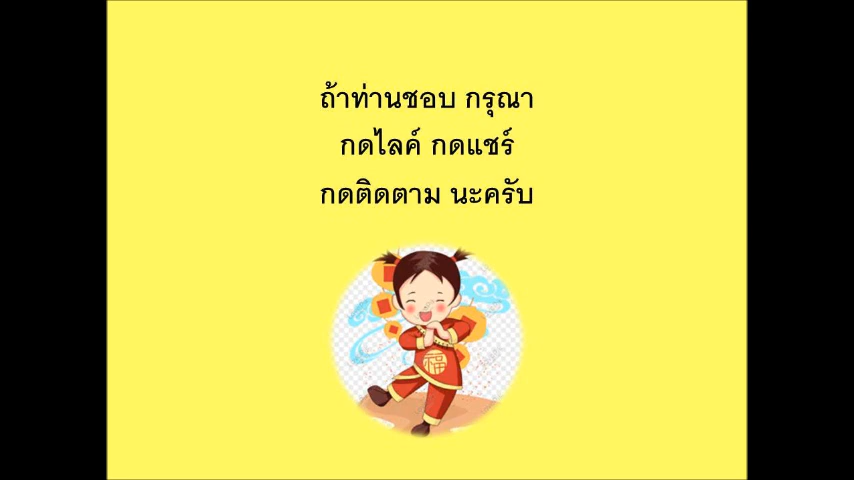 ถ้าท่านชอบ กรุณา
กดไลค์ กดแชร์
กดติดตาม นะครับ
福